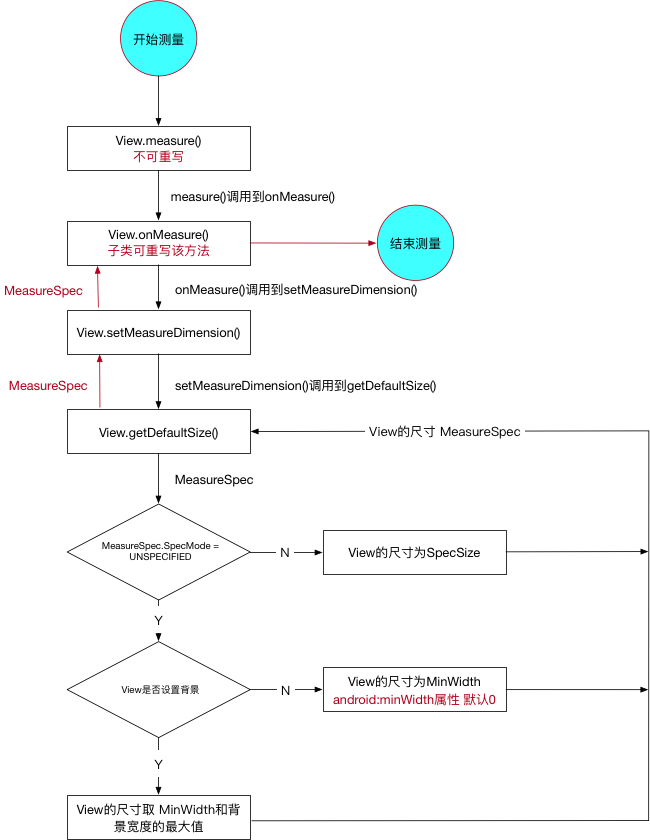 开始测量
View.measure()
不可重写
measure()调用到onMeasure()
View.onMeasure()
子类可重写该方法
结束测量
MeasureSpec
onMeasure()调用到setMeasureDimension()
View.setMeasureDimension()
MeasureSpec
setMeasureDimension()调用到getDefaultSize()
View.getDefaultSize()
View的尺寸 MeasureSpec
MeasureSpec
MeasureSpec.SpecMode =
UNSPECIFIED
N
View的尺寸为SpecSize
Y
View是否设置背景
N
View的尺寸为MinWidth
android:minWidth属性 默认0
Y
View的尺寸取 MinWidth和背
景宽度的最大值